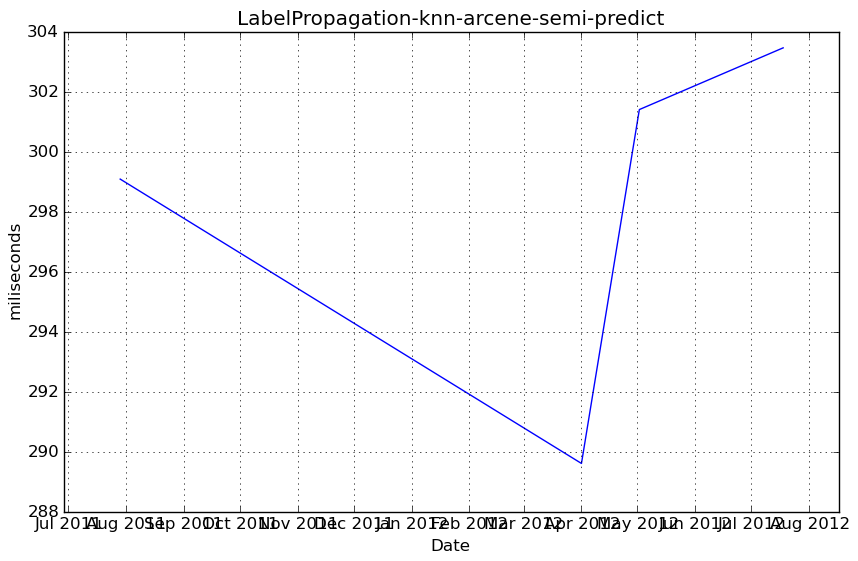 LabelPropagation-knn-arcene-semi-predict
304
302
300
298
296
294
292
290
288
miliseconds
Jul 2011 Aug 2011 Sep 2011 Oct 2011 Nov 2011 Dec 2011 Jan 2012 Feb 2012 Mar 2012 Apr 2012 May 2012 Jun 2012 Jul 2012 Aug 2012
Date